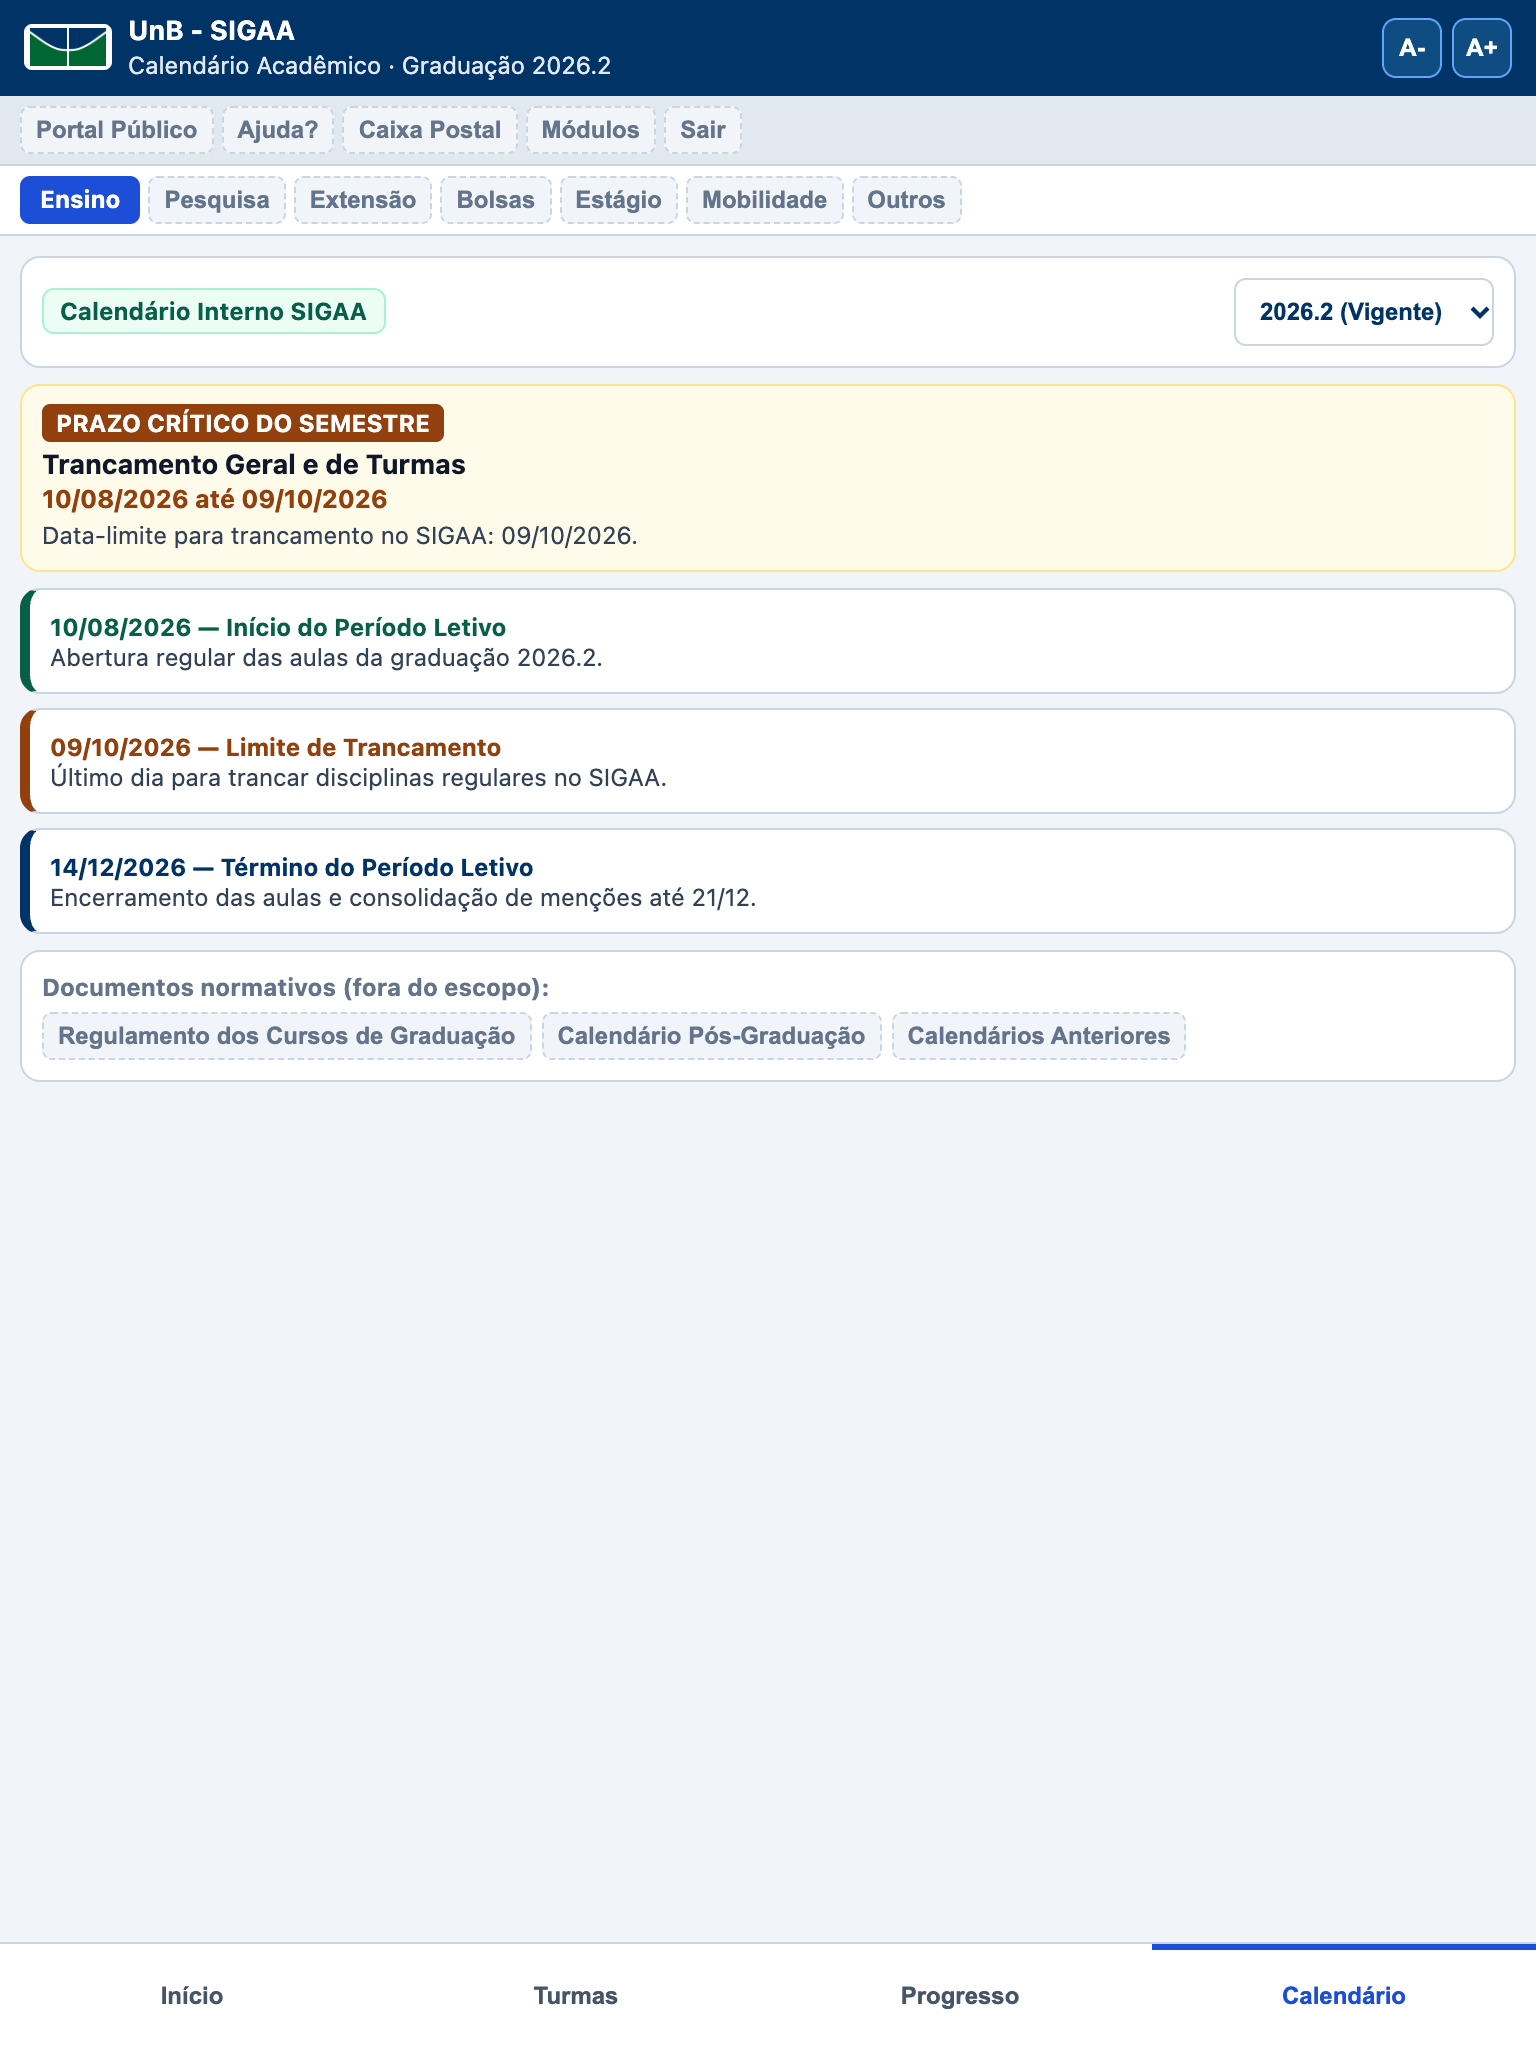 UnB - SIGAA
Calendário Acadêmico · Graduação 2026.2
A-
A+
Portal Público
Ajuda?
Caixa Postal
Módulos
Sair
Ensino
Pesquisa
Extensão
Bolsas
Estágio
Mobilidade
Outros
Calendário Interno SIGAA
2026.2 (Vigente)
PRAZO CRÍTICO DO SEMESTRE
Trancamento Geral e de Turmas
10/08/2026 até 09/10/2026
Data-limite para trancamento no SIGAA: 09/10/2026.
10/08/2026 — Início do Período Letivo
Abertura regular das aulas da graduação 2026.2.
09/10/2026 — Limite de Trancamento
Último dia para trancar disciplinas regulares no SIGAA.
14/12/2026 — Término do Período Letivo
Encerramento das aulas e consolidação de menções até 21/12.
Documentos normativos (fora do escopo):
Regulamento dos Cursos de Graduação
Calendário Pós-Graduação
Calendários Anteriores
Início
Turmas
Progresso
Calendário